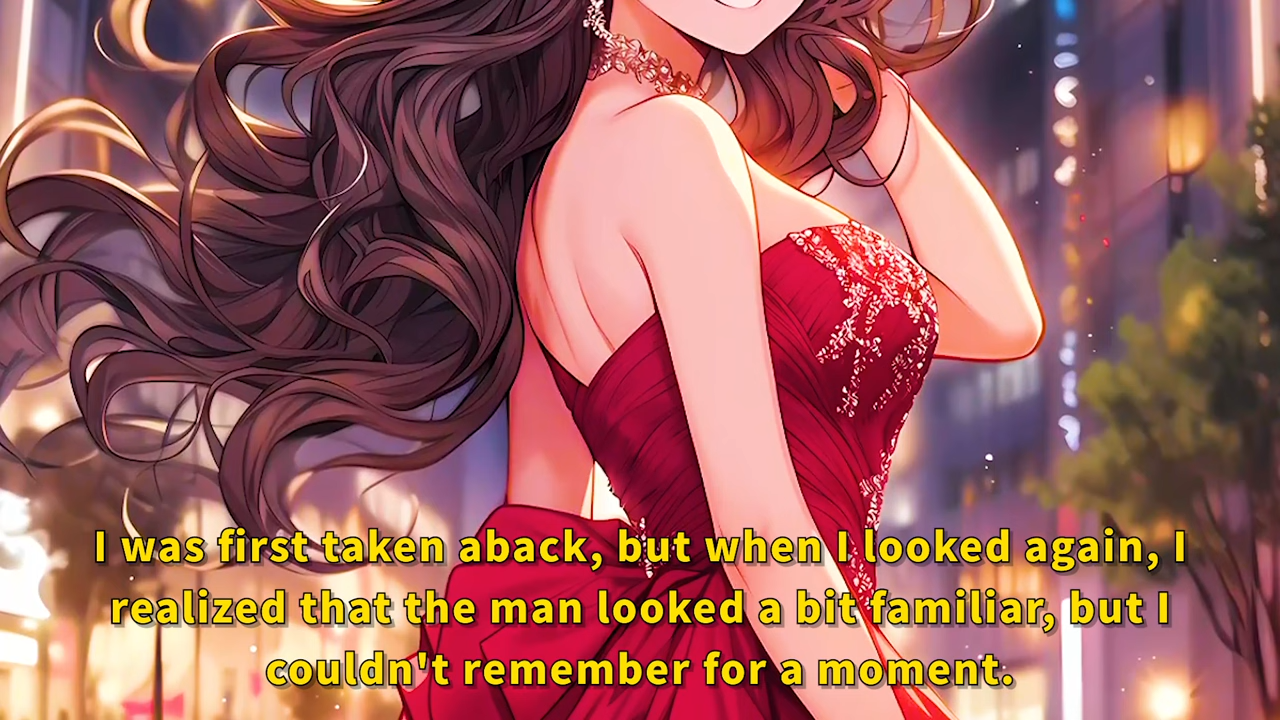 I was first taken aback, but when I looked again, I
realized that the man looked a bit familiar, but I
couldn't remember for a moment.